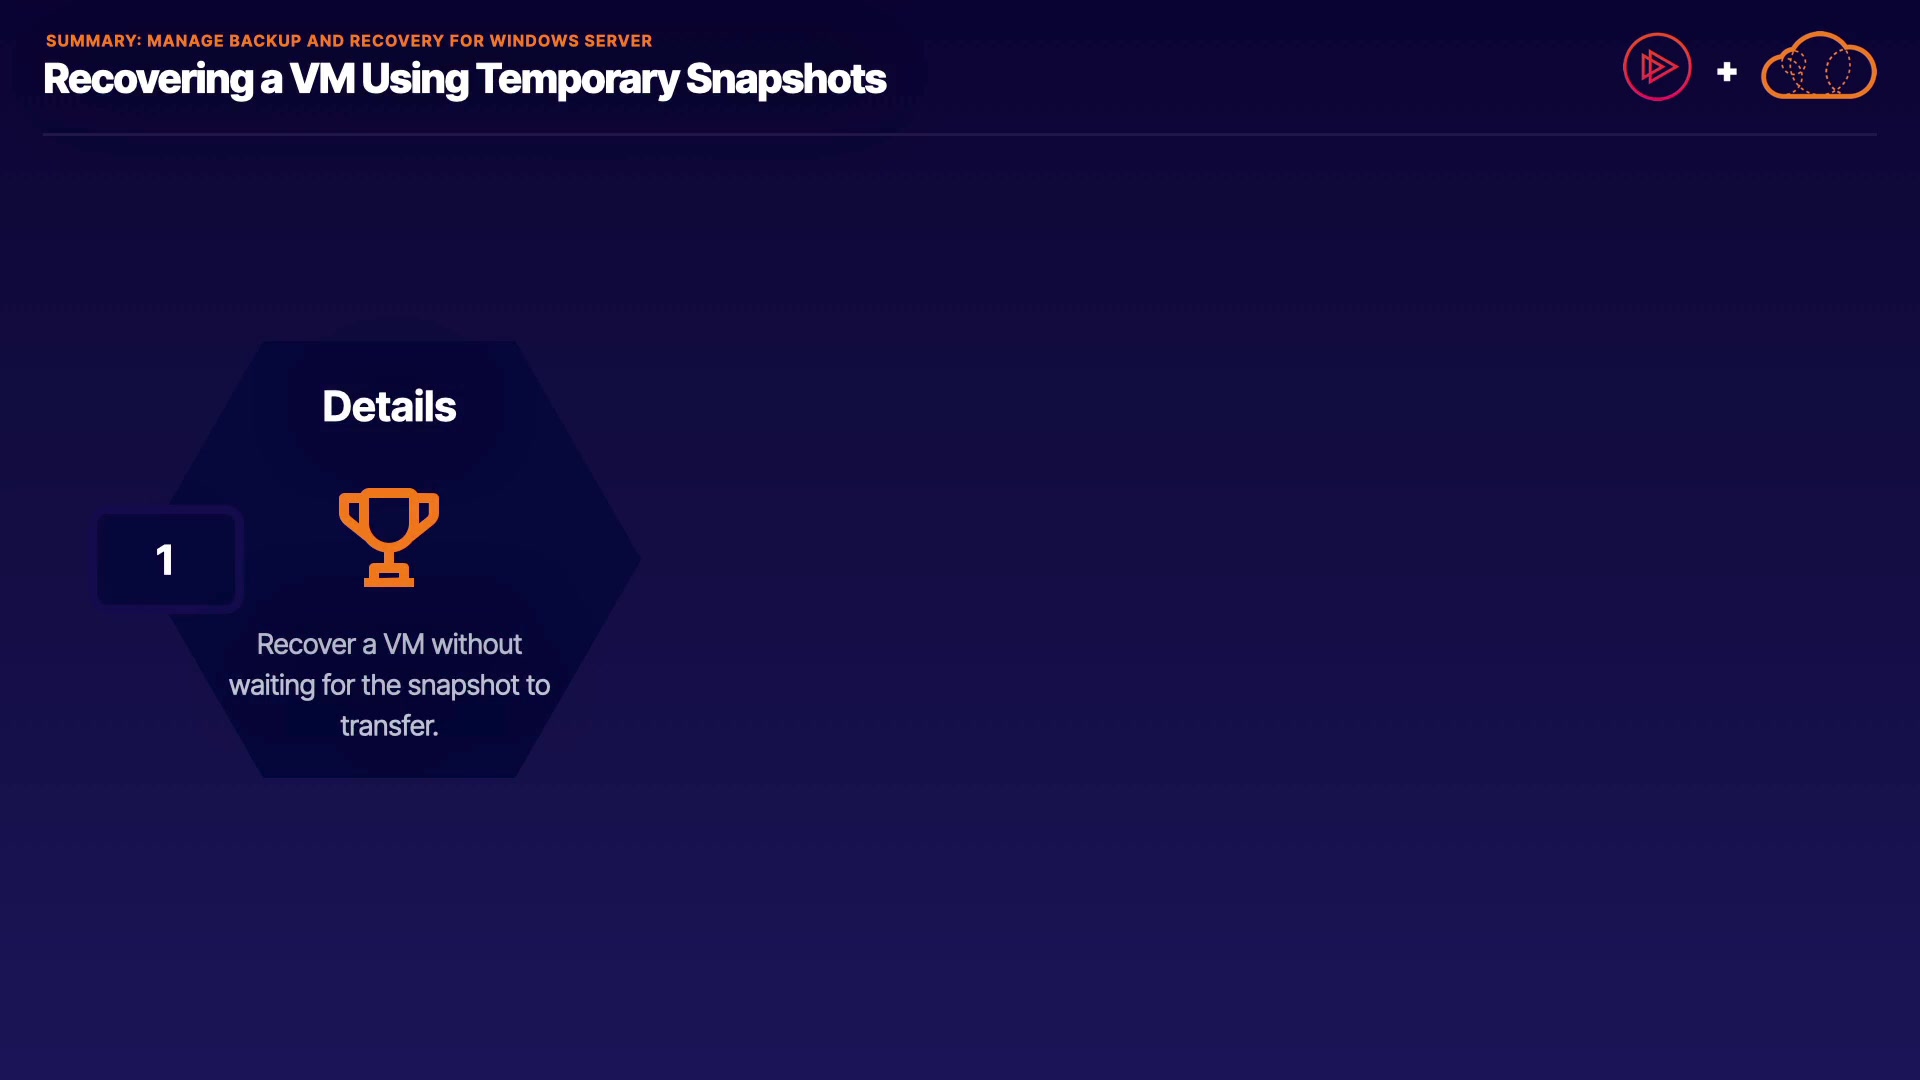 SUMMARY: MANAGE BACKUP AND RECOVERY FOR WINDOWS SERVER
Recovering a VM Using Temporary Snapshots
+
Details
1
Recover a VM without
waiting for the snapshot to
transfer.